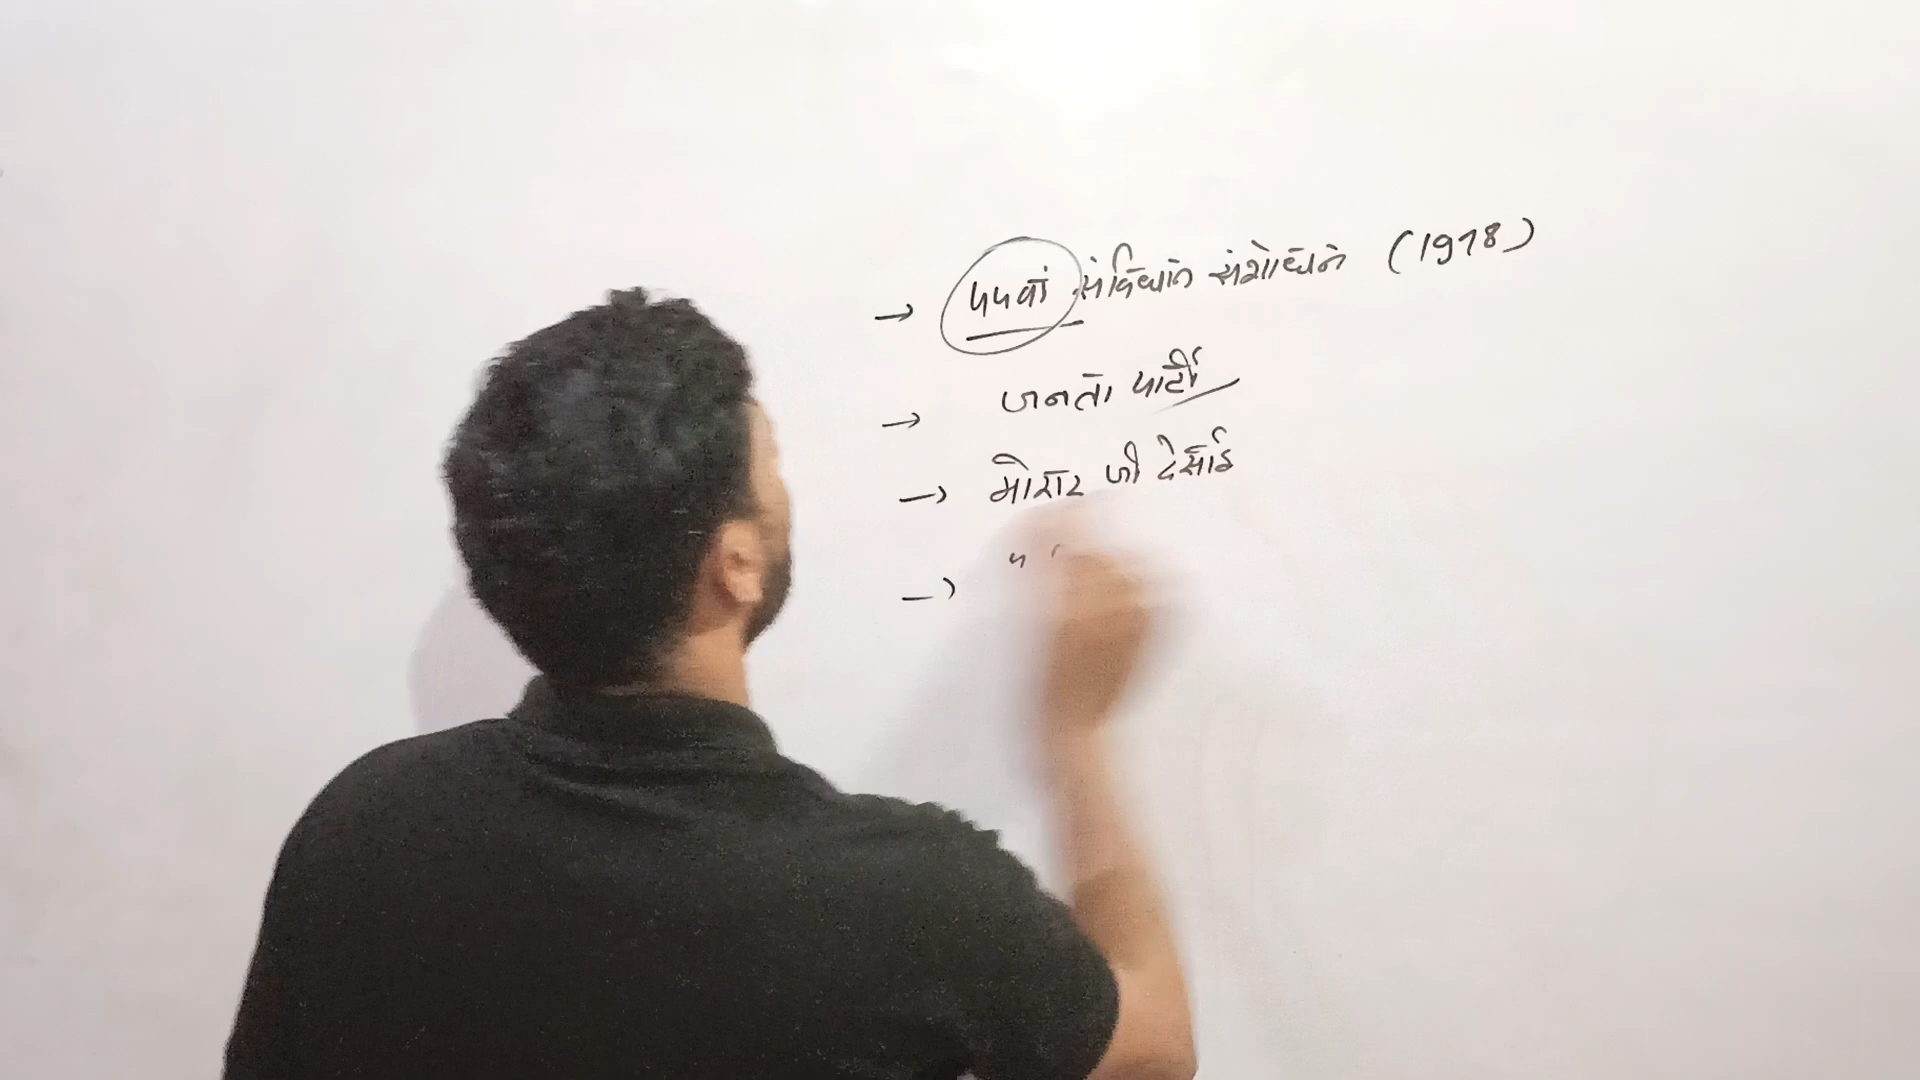 → 44वां संविधान संशोधन (1978)
→ जनता पार्टी
→ मोरार जी देसाई
→